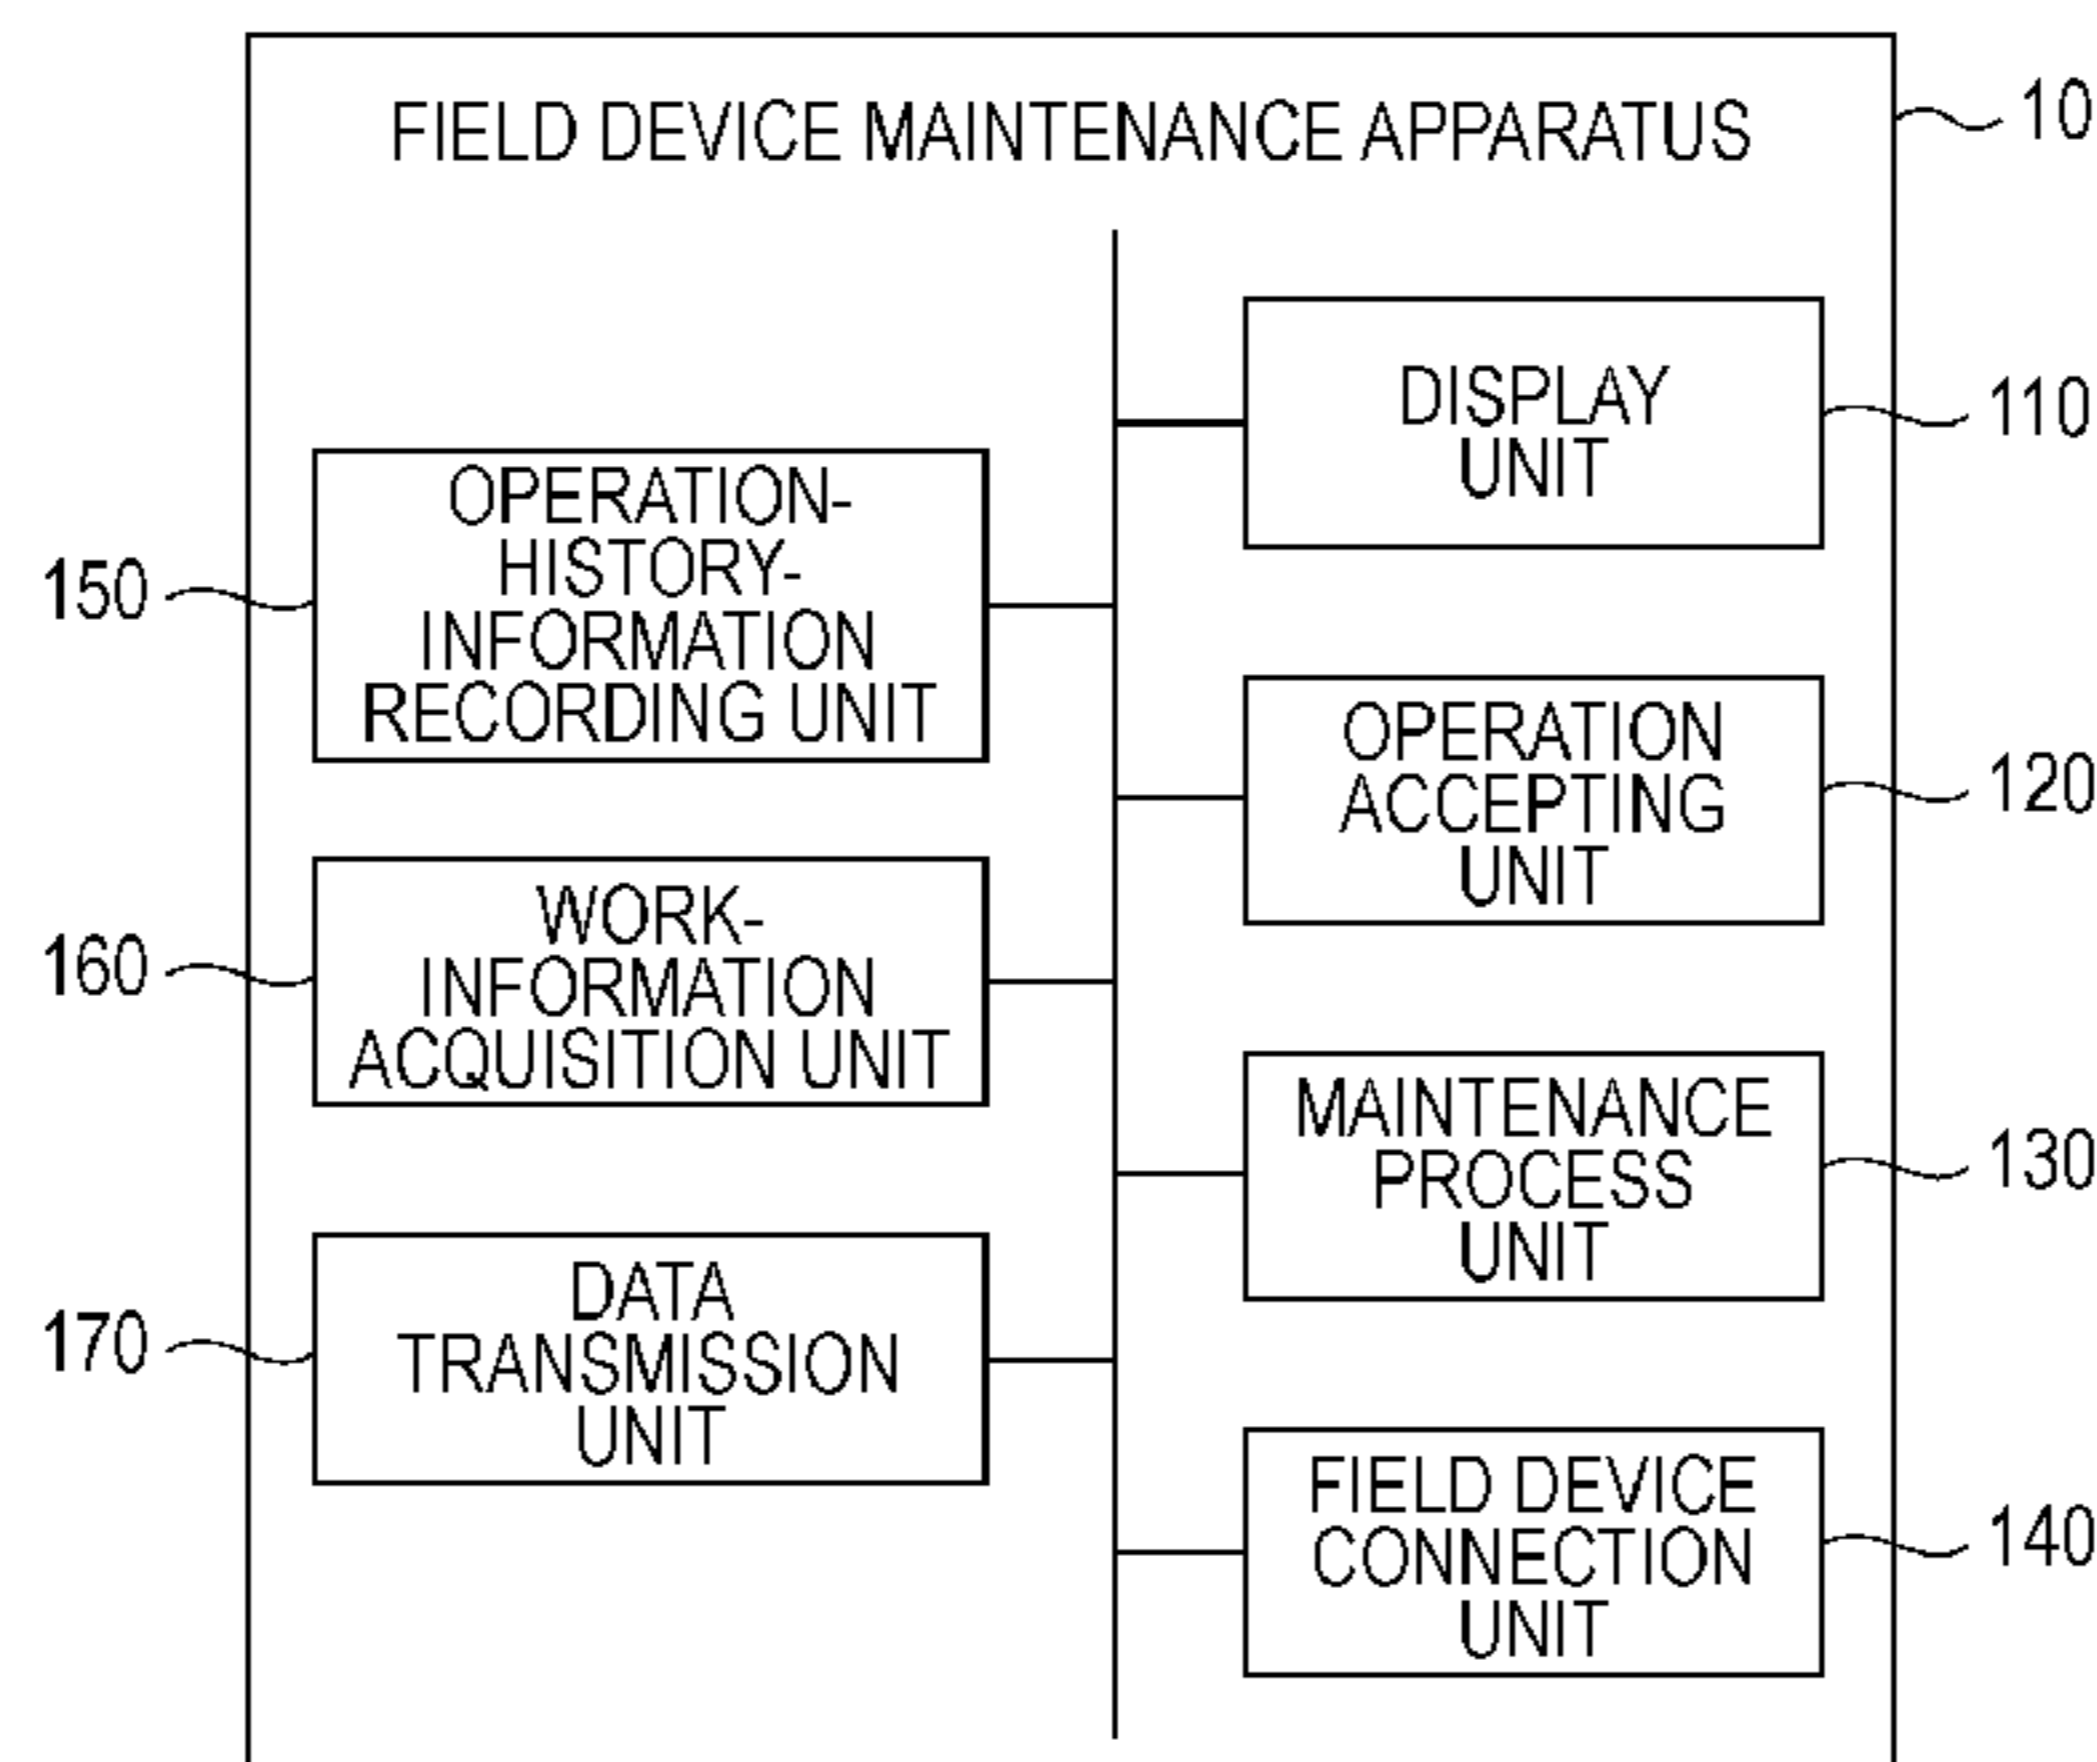 FIELD DEVICE MAINTENANCE APPARATUS
10
DISPLAY
UNIT
110
OPERATION-
HISTORY-
INFORMATION
RECORDING UNIT
150
OPERATION
ACCEPTING
UNIT
120
WORK-
INFORMATION
ACQUISITION UNIT
160
MAINTENANCE
PROCESS
UNIT
130
DATA
TRANSMISSION
UNIT
170
FIELD DEVICE
CONNECTION
UNIT
140